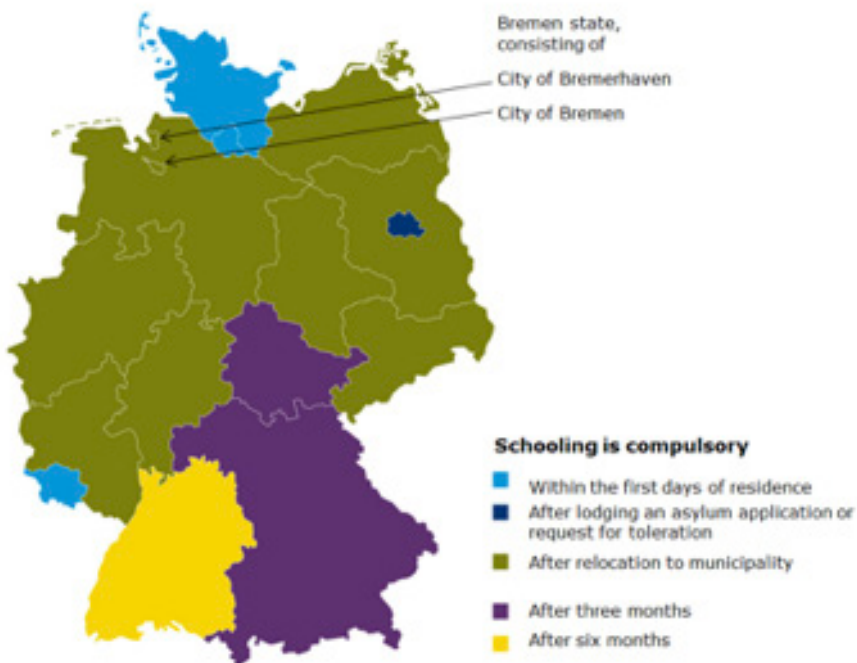 Bremen state,
consisting of
City of Bremerhaven
City of Bremen
Schooling is compulsory
Within the first days of residence
After lodging an asylum application or
request for toleration
After relocation to municipality
After three months
After six months